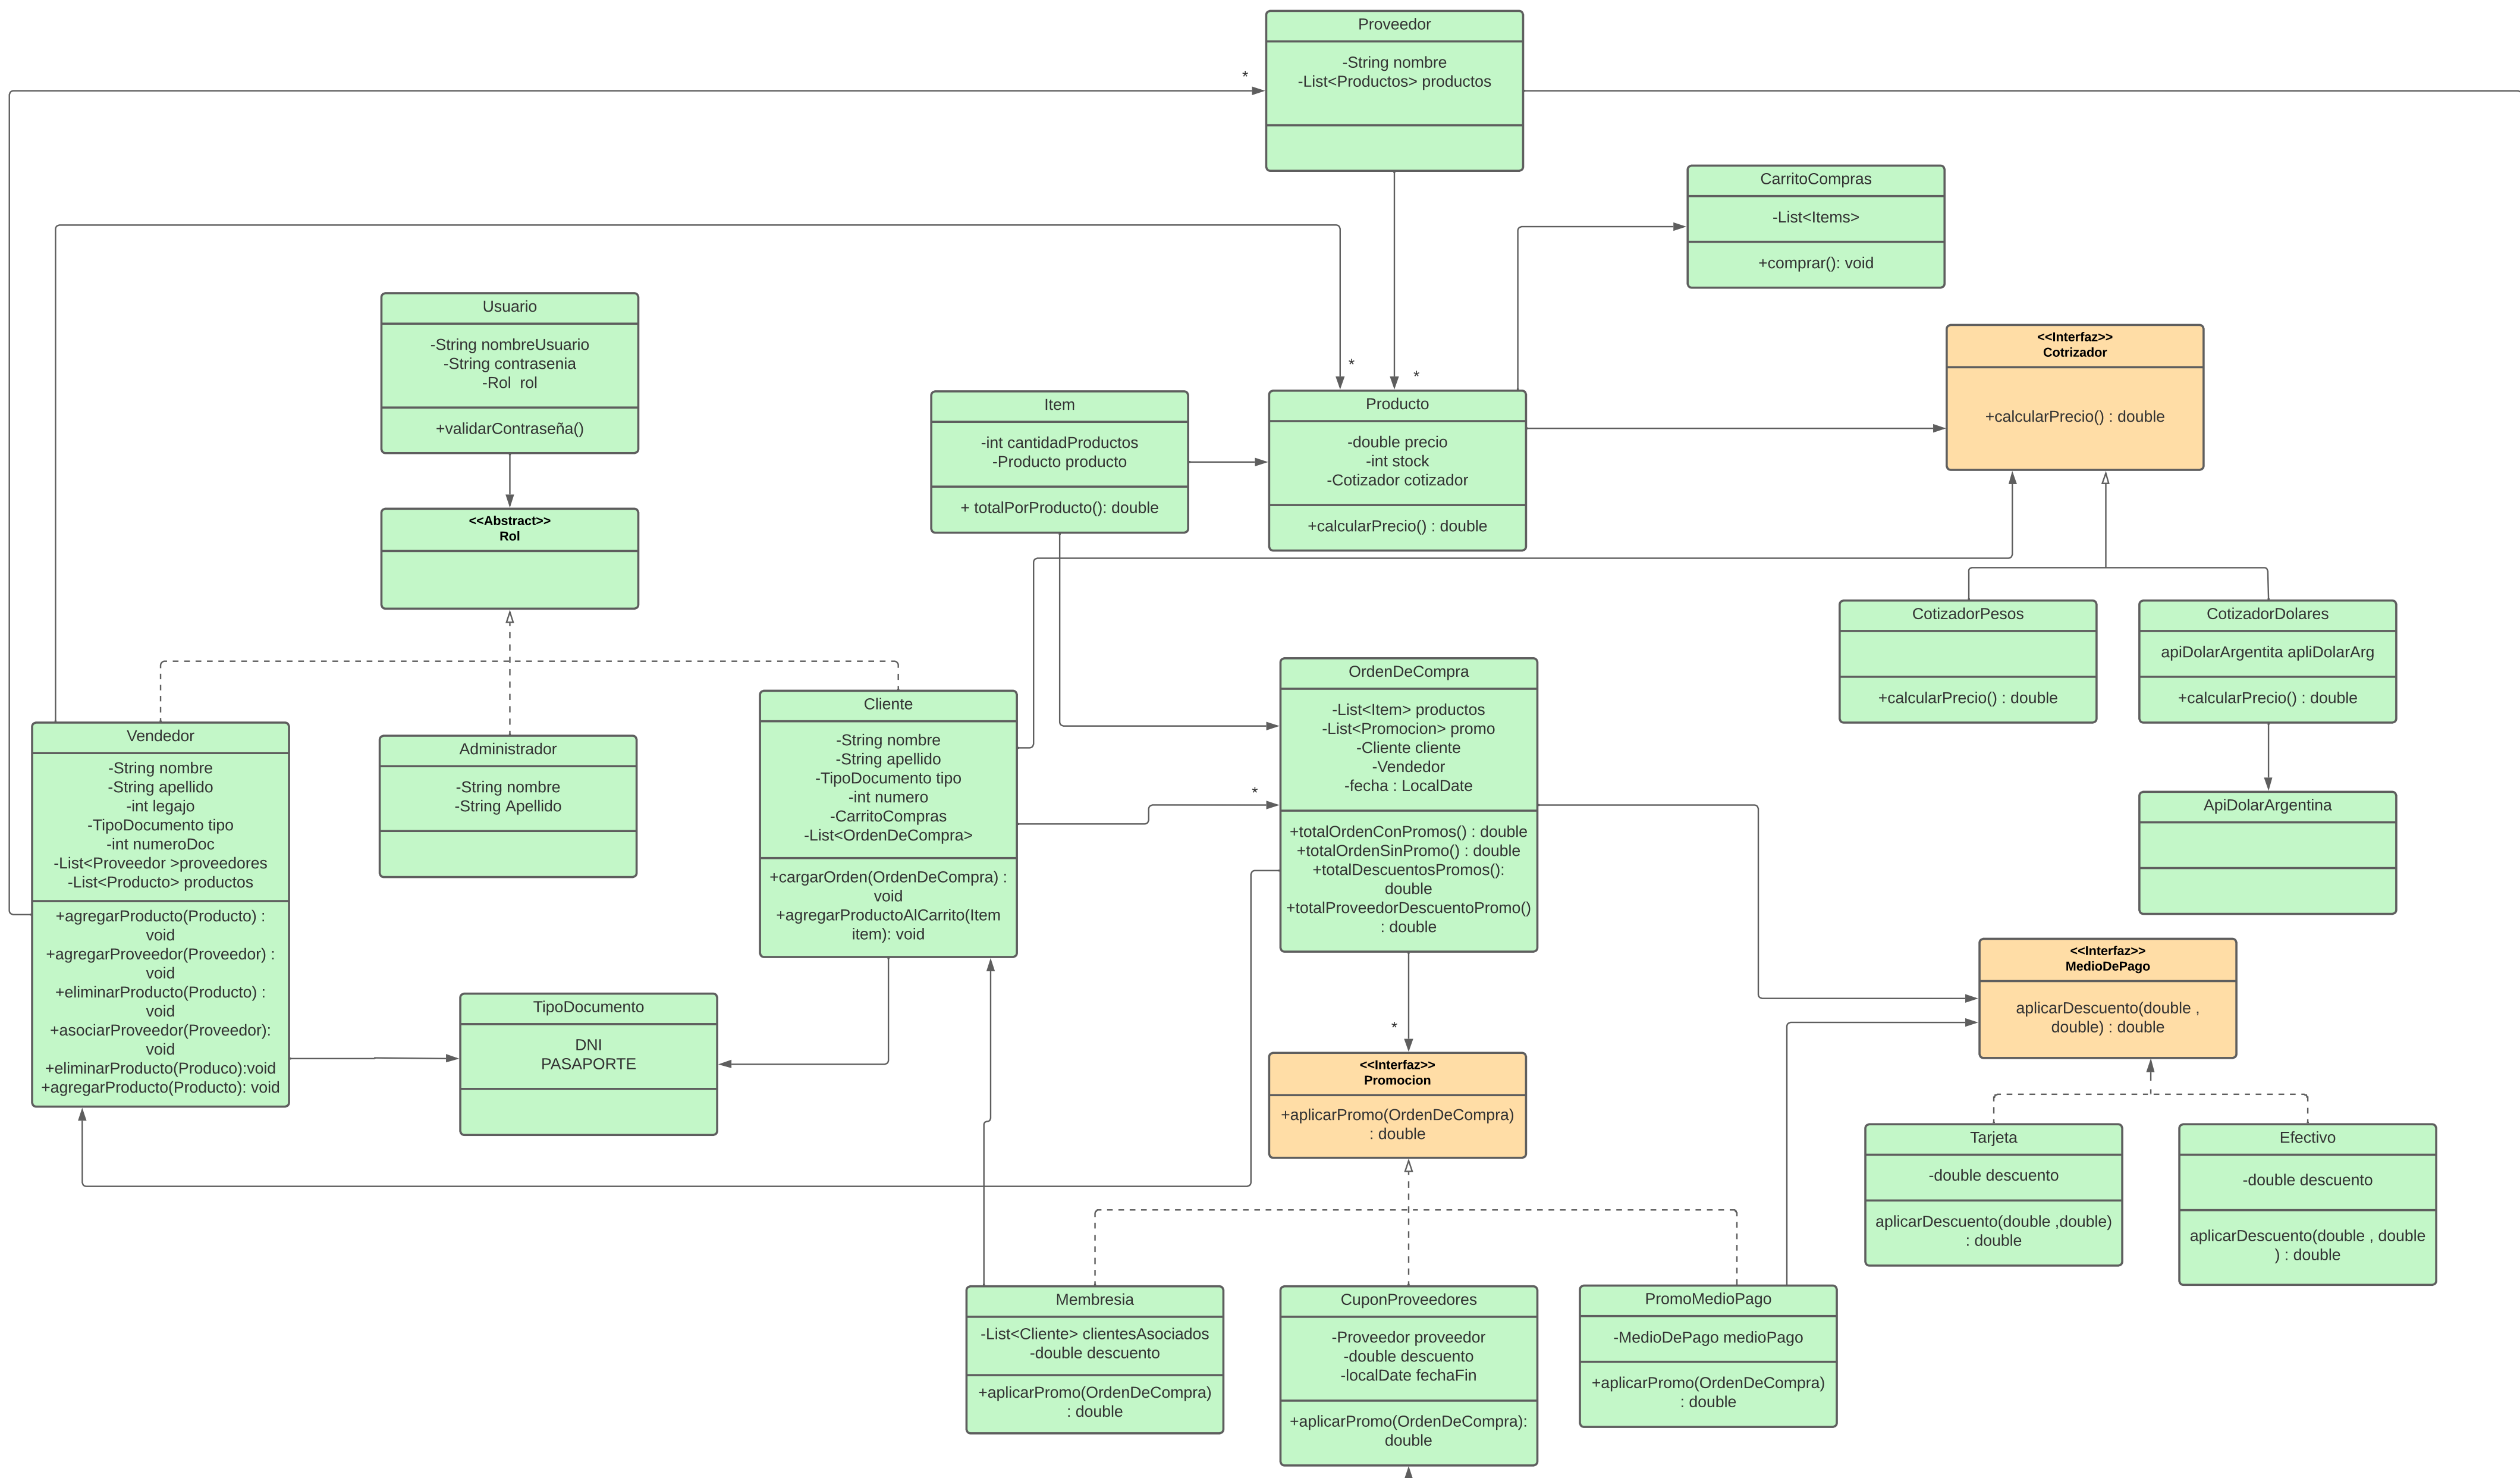 Proveedor
-String nombre
-List<Productos> productos
*
CarritoCompras
-List<Items>
+comprar(): void
Usuario
-String nombreUsuario
-String contrasenia
-Rol  rol
+validarContraseña()
<<Interfaz>>
Cotrizador
+calcularPrecio() : double
*
*
Item
-int cantidadProductos
-Producto producto
+ totalPorProducto(): double
Producto
-double precio
-int stock
-Cotizador cotizador
+calcularPrecio() : double
<<Abstract>>
Rol
CotizadorPesos
+calcularPrecio() : double
CotizadorDolares
apiDolarArgentita apliDolarArg
+calcularPrecio() : double
Vendedor
-String nombre
-String apellido
-int legajo
-TipoDocumento tipo
-int numeroDoc
-List<Proveedor >proveedores
-List<Producto> productos
+agregarProducto(Producto) :
void
+agregarProveedor(Proveedor) :
void
+eliminarProducto(Producto) :
void
+asociarProveedor(Proveedor):
void
+eliminarProducto(Produco):void
+agregarProducto(Producto): void
Administrador
-String nombre
-String Apellido
Cliente
-String nombre
-String apellido
-TipoDocumento tipo
-int numero
-CarritoCompras
-List<OrdenDeCompra>
+cargarOrden(OrdenDeCompra) :
void
+agregarProductoAlCarrito(Item
item): void
*
OrdenDeCompra
-List<Item> productos
-List<Promocion> promo
-Cliente cliente
-Vendedor
-fecha : LocalDate
+totalOrdenConPromos() : double
+totalOrdenSinPromo() : double
+totalDescuentosPromos():
double
+totalProveedorDescuentoPromo()
: double
ApiDolarArgentina
TipoDocumento
DNI
PASAPORTE
<<Interfaz>>
MedioDePago
aplicarDescuento(double ,
double) : double
*
<<Interfaz>>
Promocion
+aplicarPromo(OrdenDeCompra)
: double
Tarjeta
-double descuento
aplicarDescuento(double ,double)
: double
Efectivo
-double descuento
aplicarDescuento(double , double
) : double
Membresia
-List<Cliente> clientesAsociados
-double descuento
+aplicarPromo(OrdenDeCompra)
: double
CuponProveedores
-Proveedor proveedor
-double descuento
-localDate fechaFin
+aplicarPromo(OrdenDeCompra):
double
PromoMedioPago
-MedioDePago medioPago
+aplicarPromo(OrdenDeCompra)
: double